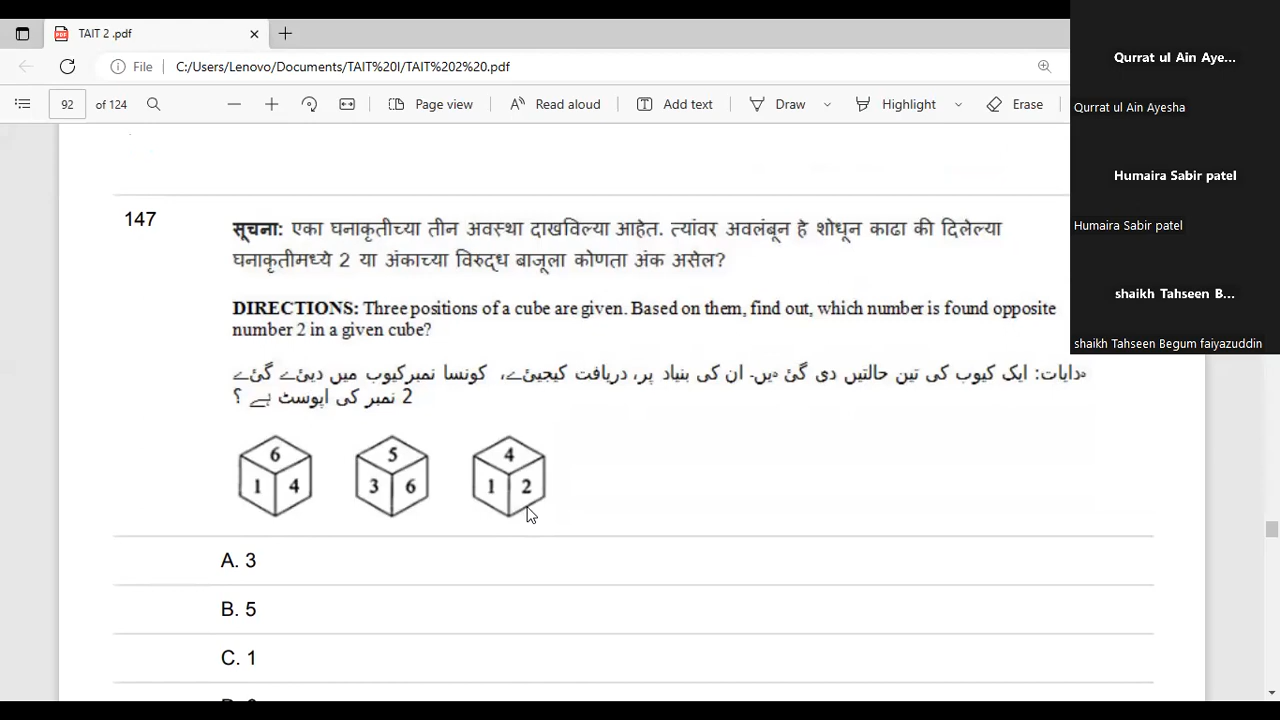 TAIT 2 .pdf
File C:/Users/Lenovo/Documents/TAIT%20I/TAIT%202%20.pdf
92 of 124 Page view Read aloud Add text Draw Highlight Erase
Qurrat ul Ain Aye...
Qurrat ul Ain Ayesha
Humaira Sabir patel
Humaira Sabir patel
shaikh Tahseen B...
shaikh Tahseen Begum faiyazuddin
147
सूचना: एका घनाकृतीच्या तीन अवस्था दाखविल्या आहेत. त्यांवर अवलंबून हे शोधून काढा की दिलेल्या
घनाकृतीमध्ये 2 या अंकाच्या विरुद्ध बाजूला कोणता अंक असेल?
DIRECTIONS: Three positions of a cube are given. Based on them, find out, which number is found opposite
number 2 in a given cube?
ہدایات: ایک کیوب کی تین حالتیں دی گئ ہیں۔ ان کی بنیاد پر، دریافت کیجیئے، کونسا نمبرکیوب میں دیئے گئے
2 نمبر کی اپوسٹ ہے ؟
6 5 4
1 4 3 6 1 2
A. 3
B. 5
C. 1